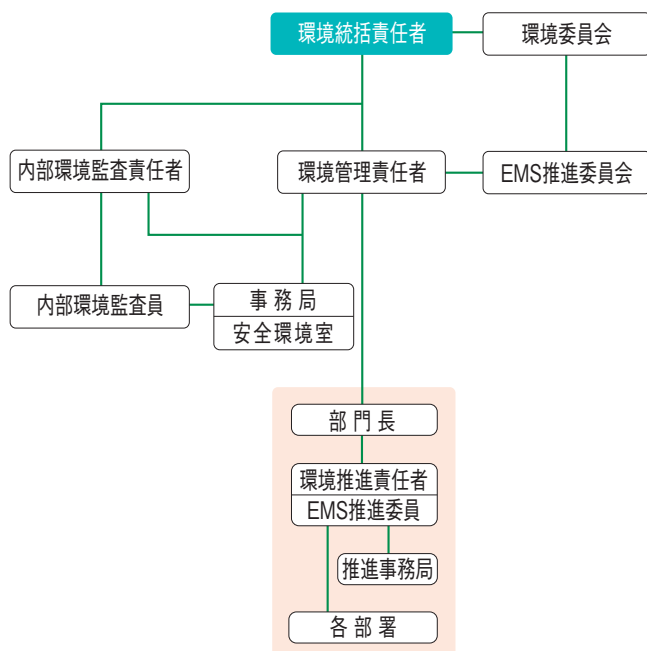 環境統括責任者
環境委員会
内部環境監査責任者
環境管理責任者
EMS推進委員会
内部環境監査員
事務局
安全環境室
部門長
環境推進責任者
EMS推進委員
推進事務局
各部署